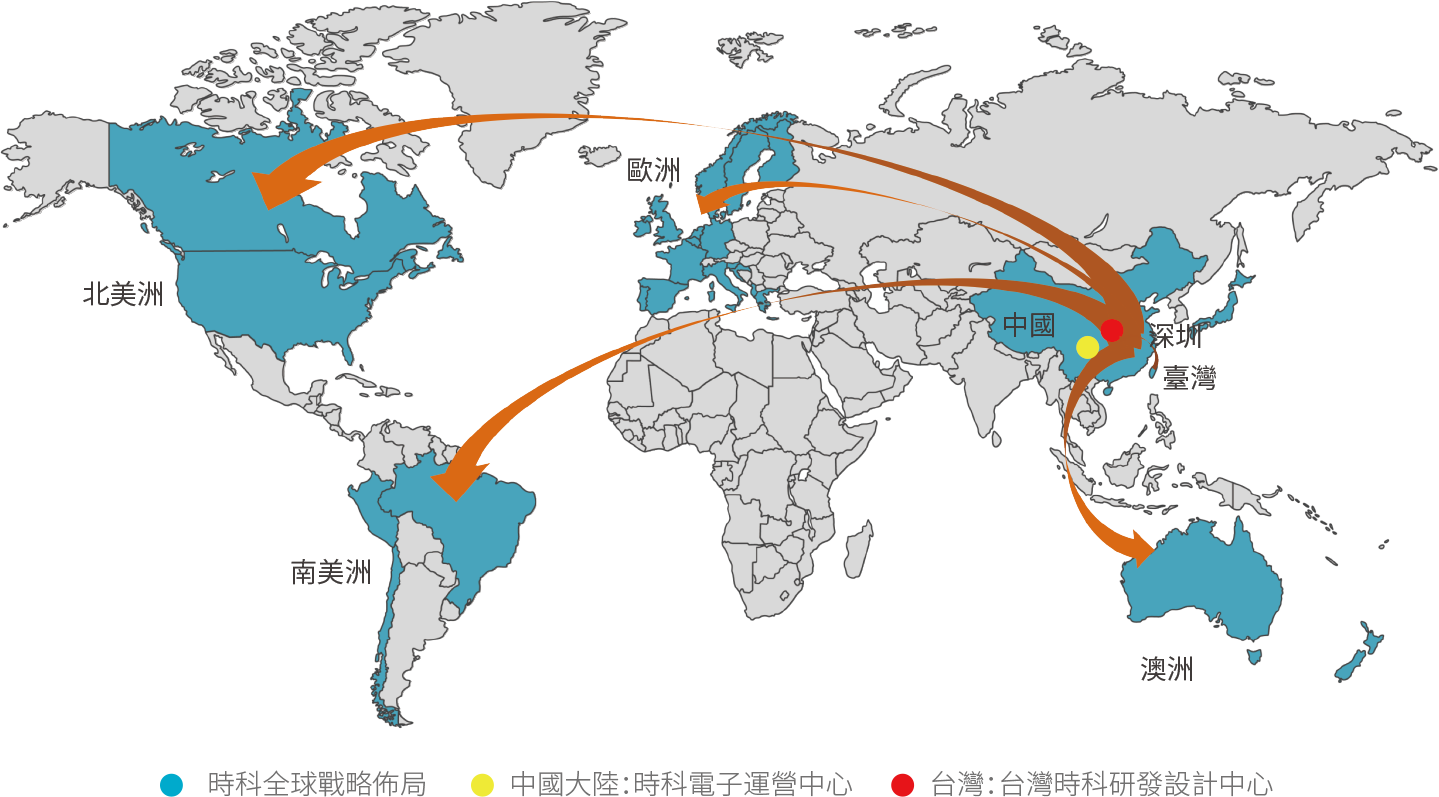 歐洲
北美洲
中國
深圳
臺灣
南美洲
澳洲
時科全球戰略佈局
中國大陸：時科電子運營中心
台灣：台灣時科研發設計中心